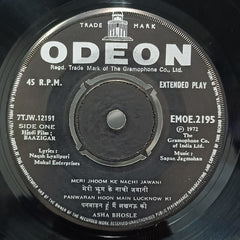 TRADE MARK
ODEON
Regd. Trade Mark of The Gramophone Co. Ltd.
45 R.P.M.
EXTENDED PLAY
7TJW.12191
SIDE ONE
Hindi Film:
BAAZIGAR
Lyrics:
Naqsh Lyallpuri
Mukul Enterprises
EMOE.2195
℗ 1972
The
Gramophone Co.
of India Ltd.
Music:
Sapan Jagmohan
MERI JHOOM KE NACHI JAWANI
मेरी झूम के नाची जवानी
PANWARAN HOON MAIN LUCKNOW KI
पनवाड़न हूँ मैं लखनऊ की
ASHA BHOSLE